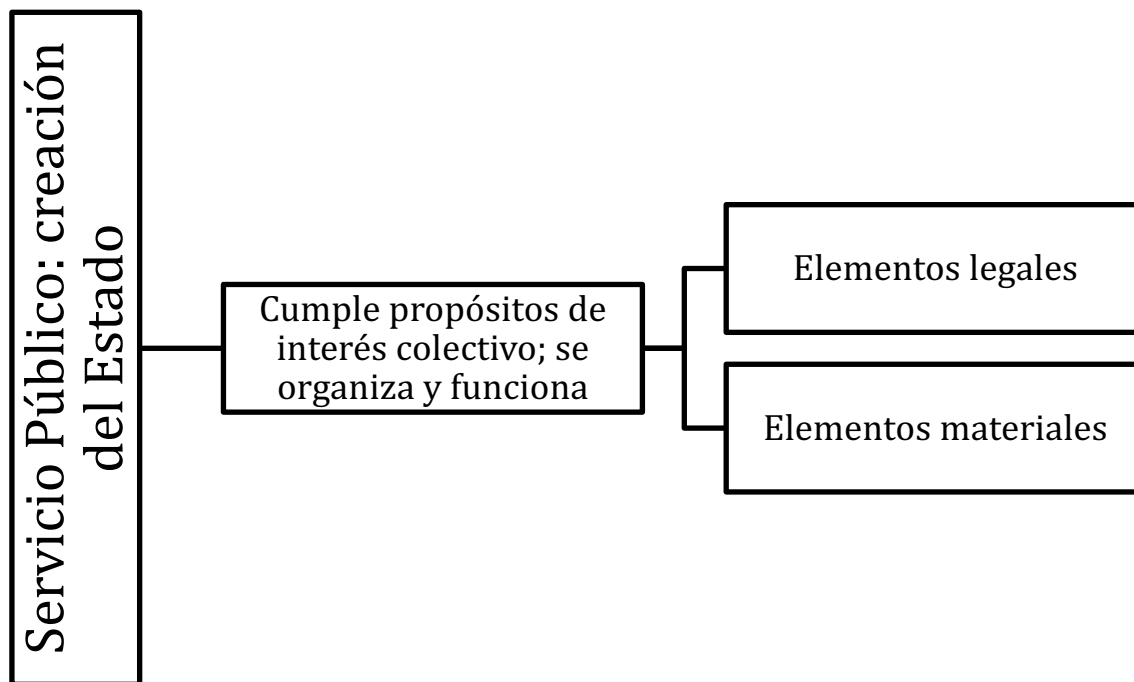 Servicio Público: creación
del Estado
Cumple propósitos de
interés colectivo; se
organiza y funciona
Elementos legales
Elementos materiales